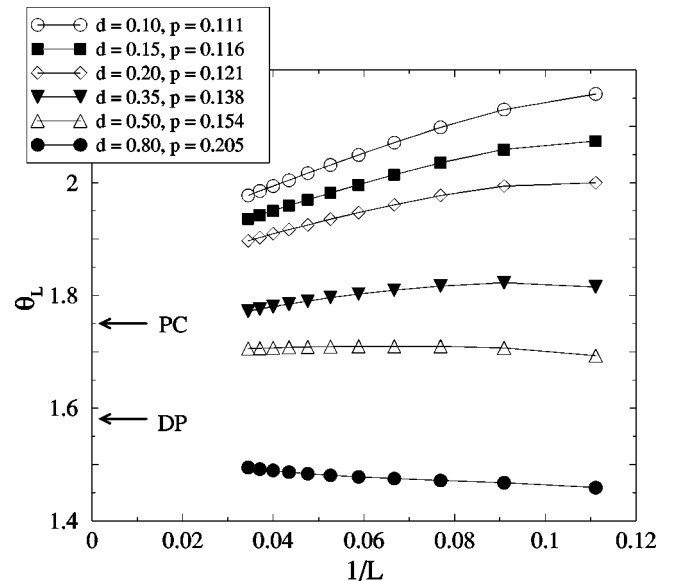 d = 0.10, p = 0.111
d = 0.15, p = 0.116
d = 0.20, p = 0.121
d = 0.35, p = 0.138
d = 0.50, p = 0.154
d = 0.80, p = 0.205
2
1.8
1.6
1.4
θL
PC
DP
0 0.02 0.04 0.06 0.08 0.1 0.12
1/L